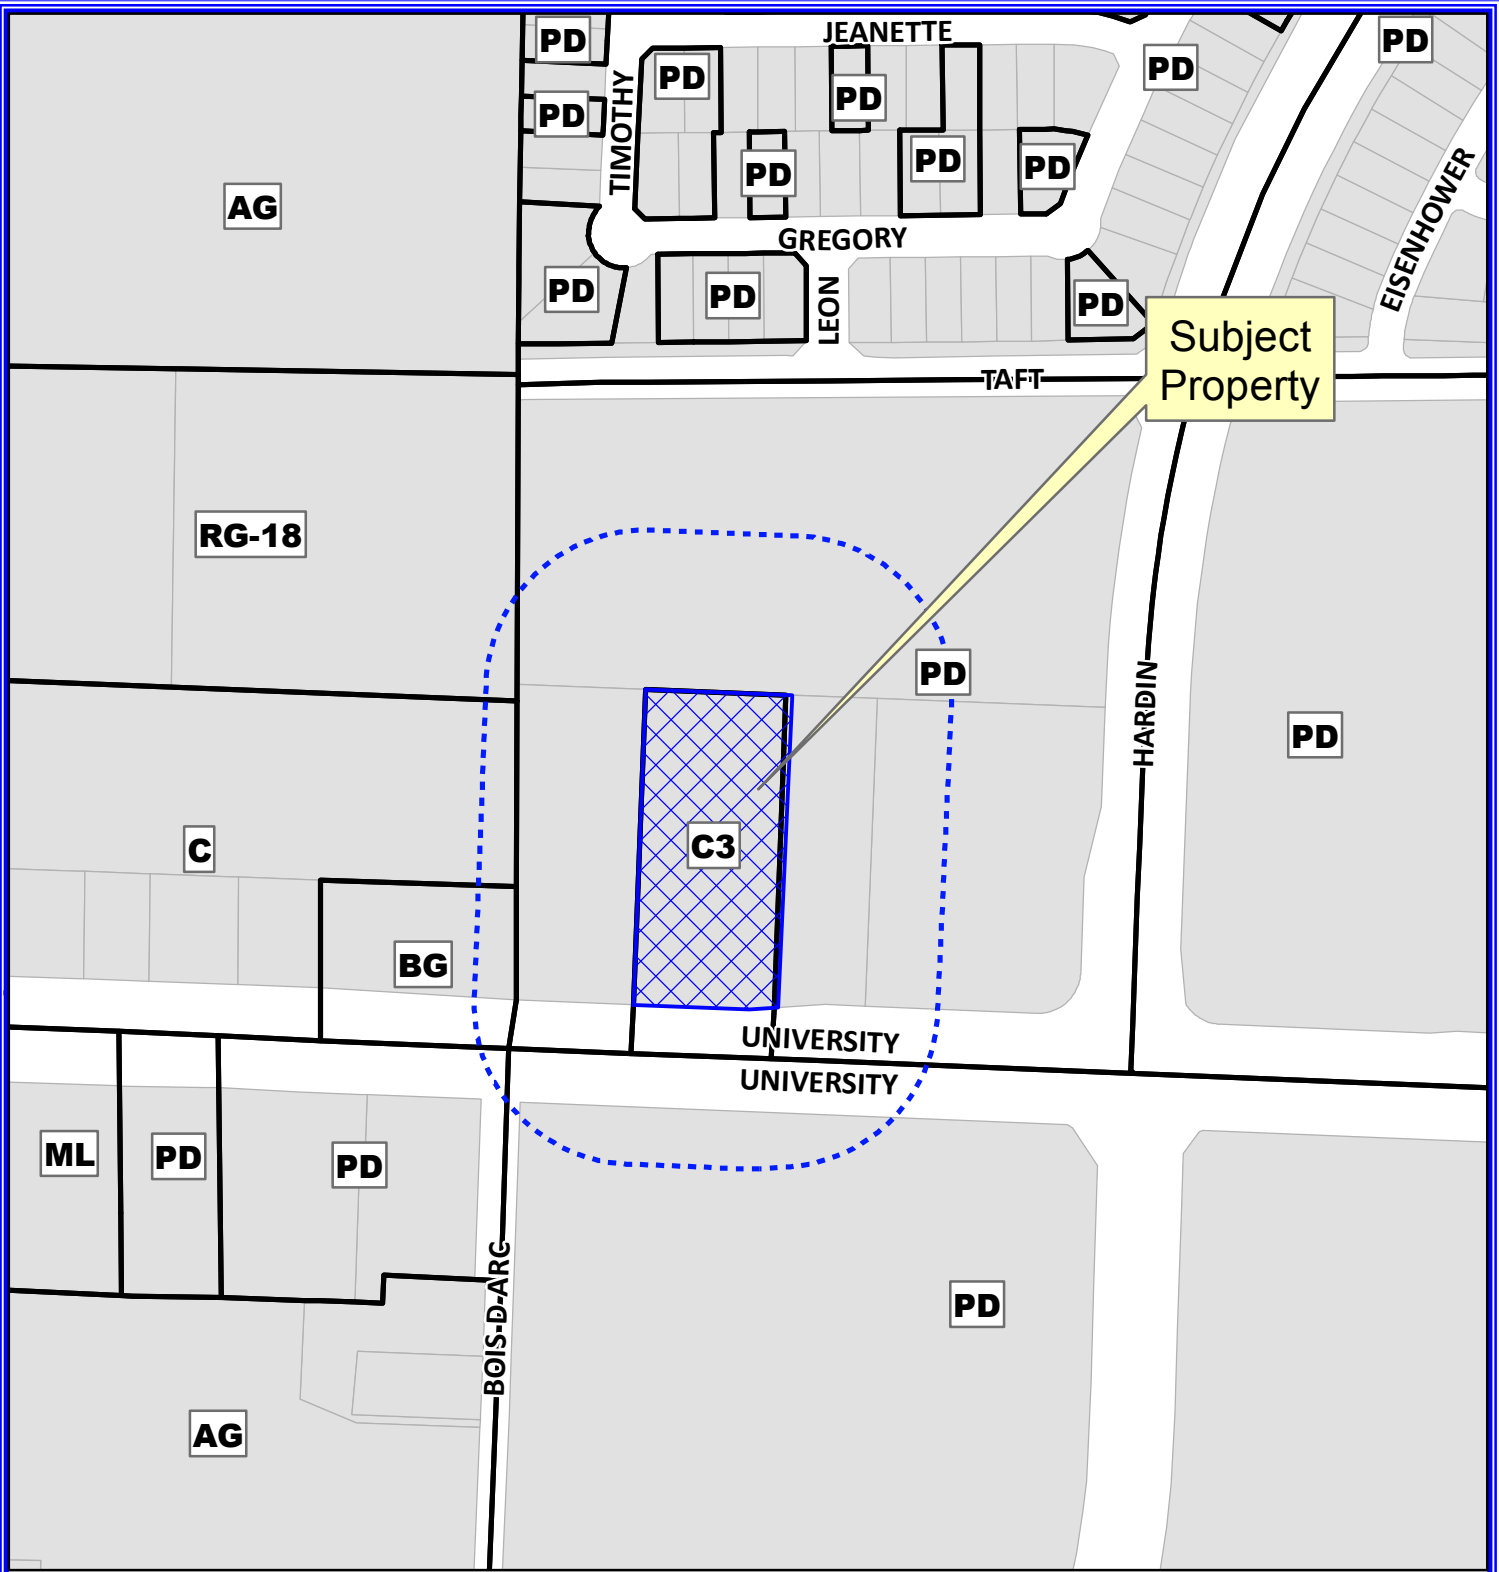 JEANETTE
PD
PD
PD
PD
PD
PD
TIMOTHY
PD
PD
PD
EISENHOWER
AG
GREGORY
PD
PD
LEON
PD
Subject
Property
TAFT
RG-18
PD
HARDIN
PD
C
C3
BG
UNIVERSITY
UNIVERSITY
ML
PD
PD
BOIS-D-ARC
PD
AG